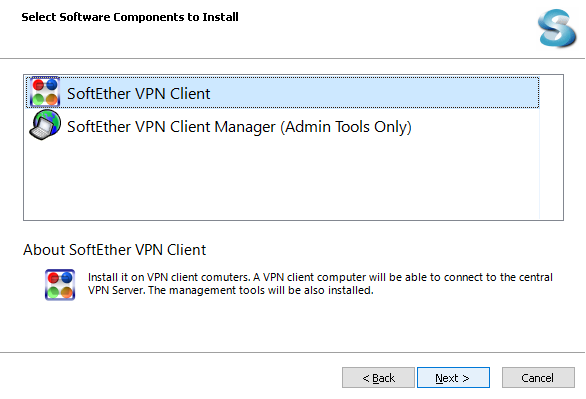 Select Software Components to Install
SoftEther VPN Client
SoftEther VPN Client Manager (Admin Tools Only)
About SoftEther VPN Client
Install it on VPN client comuters. A VPN client computer will be able to connect to the central
VPN Server. The management tools will be also installed.
< Back
Next >
Cancel